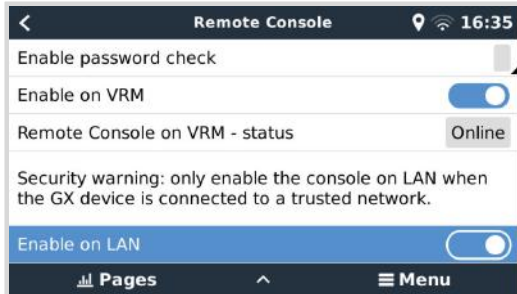 Remote Console 16:35
Enable password check
Enable on VRM
Remote Console on VRM - status Online
Security warning: only enable the console on LAN when
the GX device is connected to a trusted network.
Enable on LAN
Pages Menu